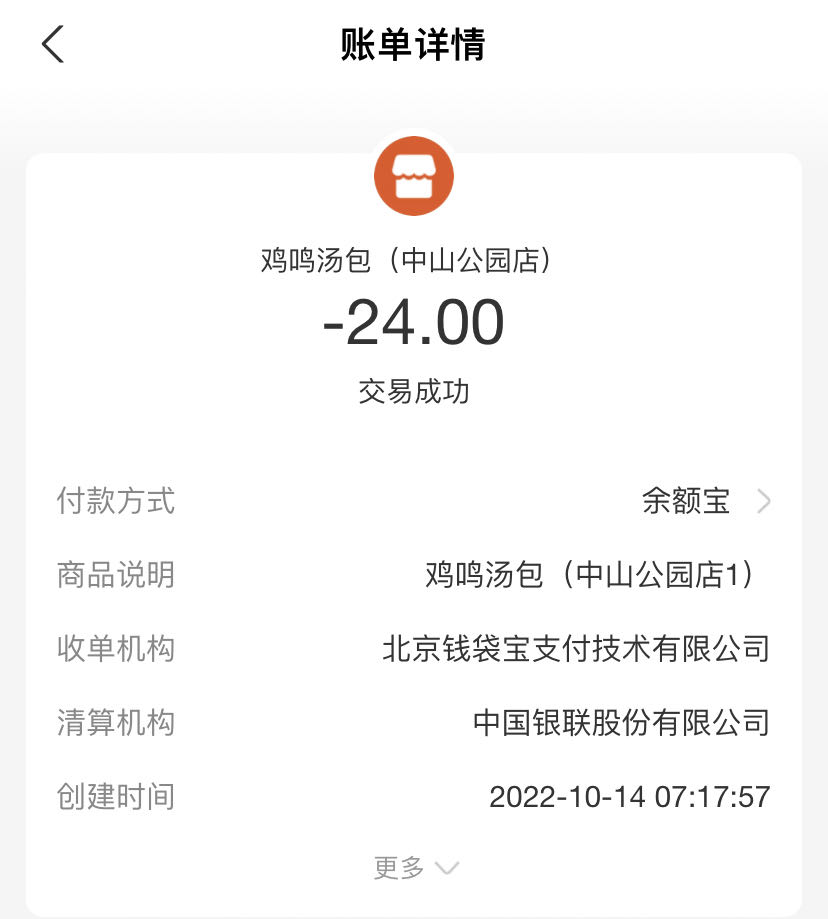 账单详情
鸡鸣汤包（中山公园店）
-24.00
交易成功
付款方式 余额宝
商品说明 鸡鸣汤包（中山公园店1）
收单机构 北京钱袋宝支付技术有限公司
清算机构 中国银联股份有限公司
创建时间 2022-10-14 07:17:57
更多